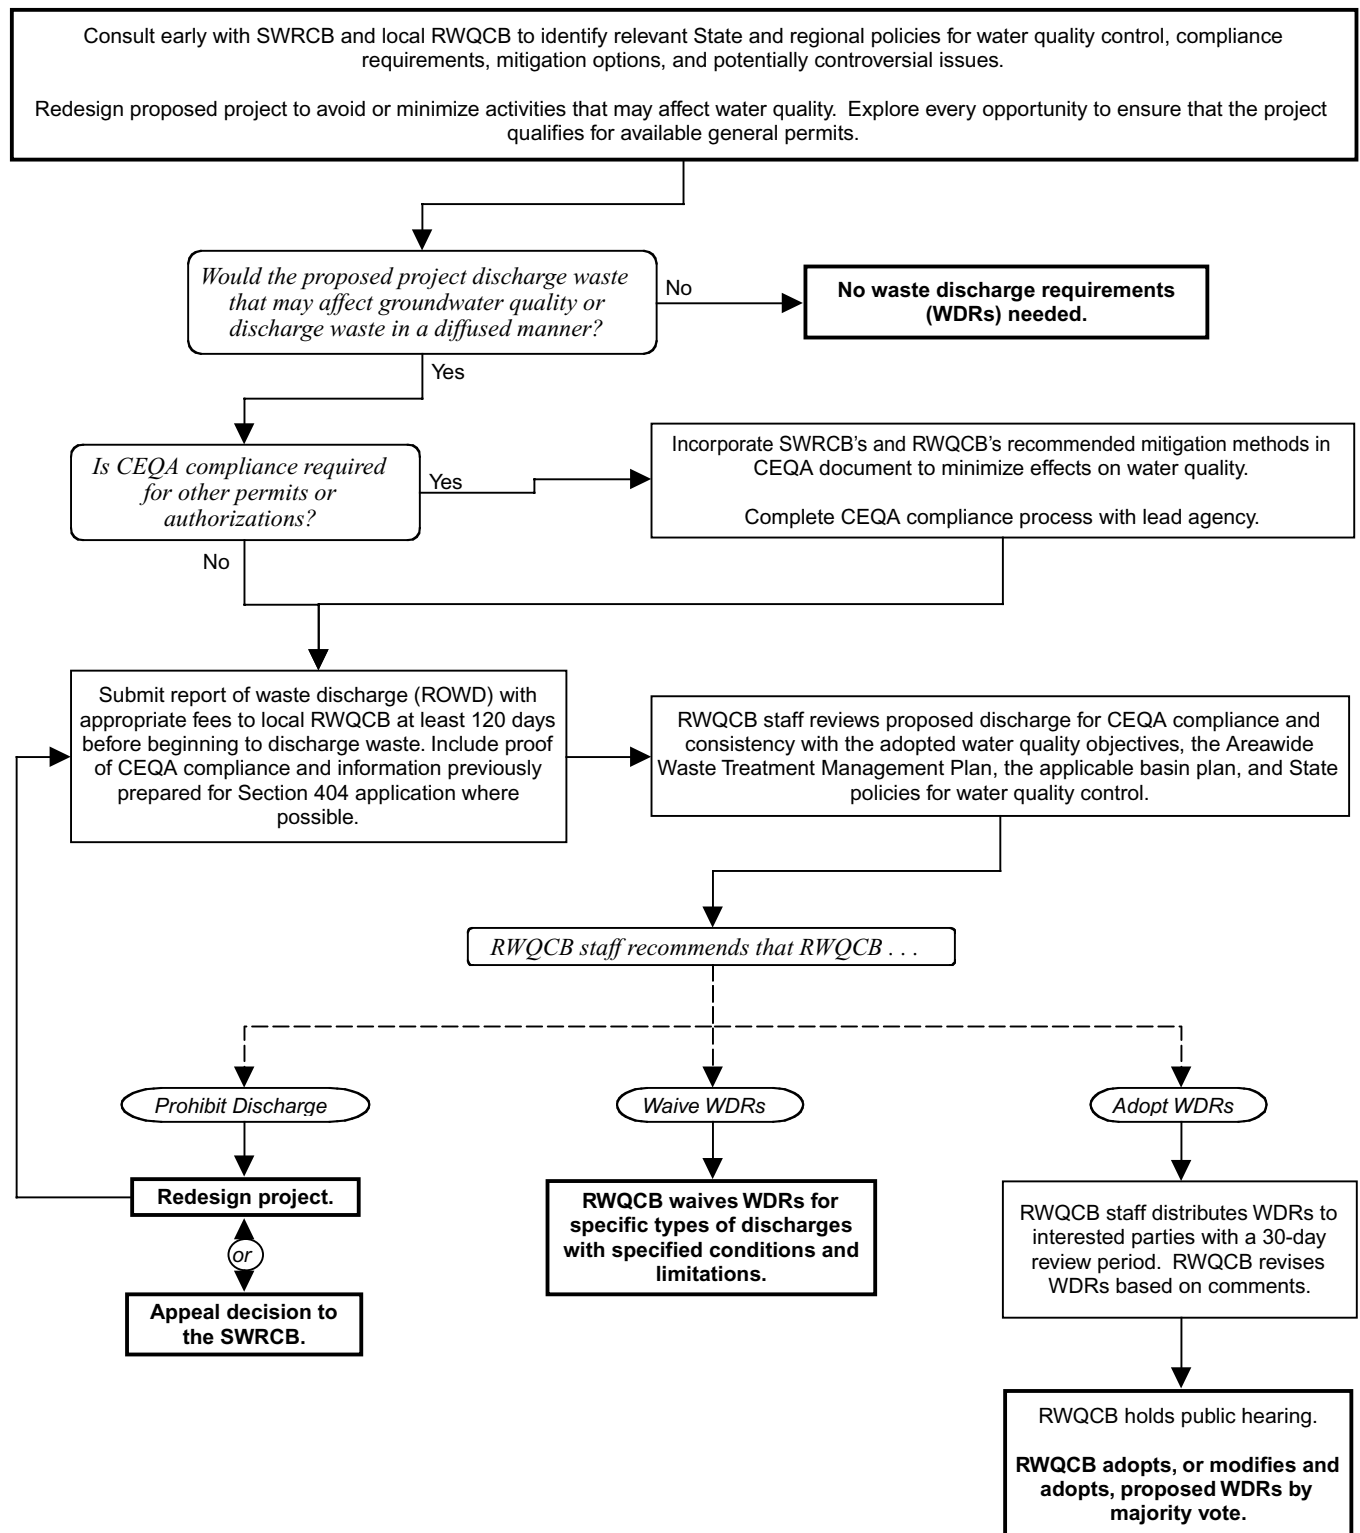 Consult early with SWRCB and local RWQCB to identify relevant State and regional policies for water quality control, compliance
requirements, mitigation options, and potentially controversial issues.
Redesign proposed project to avoid or minimize activities that may affect water quality.  Explore every opportunity to ensure that the project
qualifies for available general permits.
Would the proposed project discharge waste
that may affect groundwater quality or
discharge waste in a diffused manner?
No
No waste discharge requirements
(WDRs) needed.
Yes
Is CEQA compliance required
for other permits or
authorizations?
Yes
Incorporate SWRCB’s and RWQCB’s recommended mitigation methods in
CEQA document to minimize effects on water quality.
Complete CEQA compliance process with lead agency.
No
Submit report of waste discharge (ROWD) with
appropriate fees to local RWQCB at least 120 days
before beginning to discharge waste. Include proof
of CEQA compliance and information previously
prepared for Section 404 application where
possible.
RWQCB staff reviews proposed discharge for CEQA compliance and
consistency with the adopted water quality objectives, the Areawide
Waste Treatment Management Plan, the applicable basin plan, and State
policies for water quality control.
RWQCB staff recommends that RWQCB . . .
Prohibit Discharge
Waive WDRs
Adopt WDRs
Redesign project.
or
Appeal decision to
the SWRCB.
RWQCB waives WDRs for
specific types of discharges
with specified conditions and
limitations.
RWQCB staff distributes WDRs to
interested parties with a 30-day
review period.  RWQCB revises
WDRs based on comments.
RWQCB holds public hearing.
RWQCB adopts, or modifies and
adopts, proposed WDRs by
majority vote.